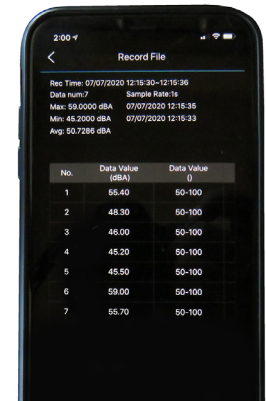 2:00
Record File
Rec Time: 07/07/2020 12:15:30~12:15:36
Data num:7 Sample Rate:1s
Max: 59.0000 dBA 07/07/2020 12:15:35
Min: 45.2000 dBA 07/07/2020 12:15:33
Avg: 50.7286 dBA
No. Data Value (dBA) Data Value ()
1 55.40 50-100
2 48.30 50-100
3 46.00 50-100
4 45.20 50-100
5 45.50 50-100
6 59.00 50-100
7 55.70 50-100